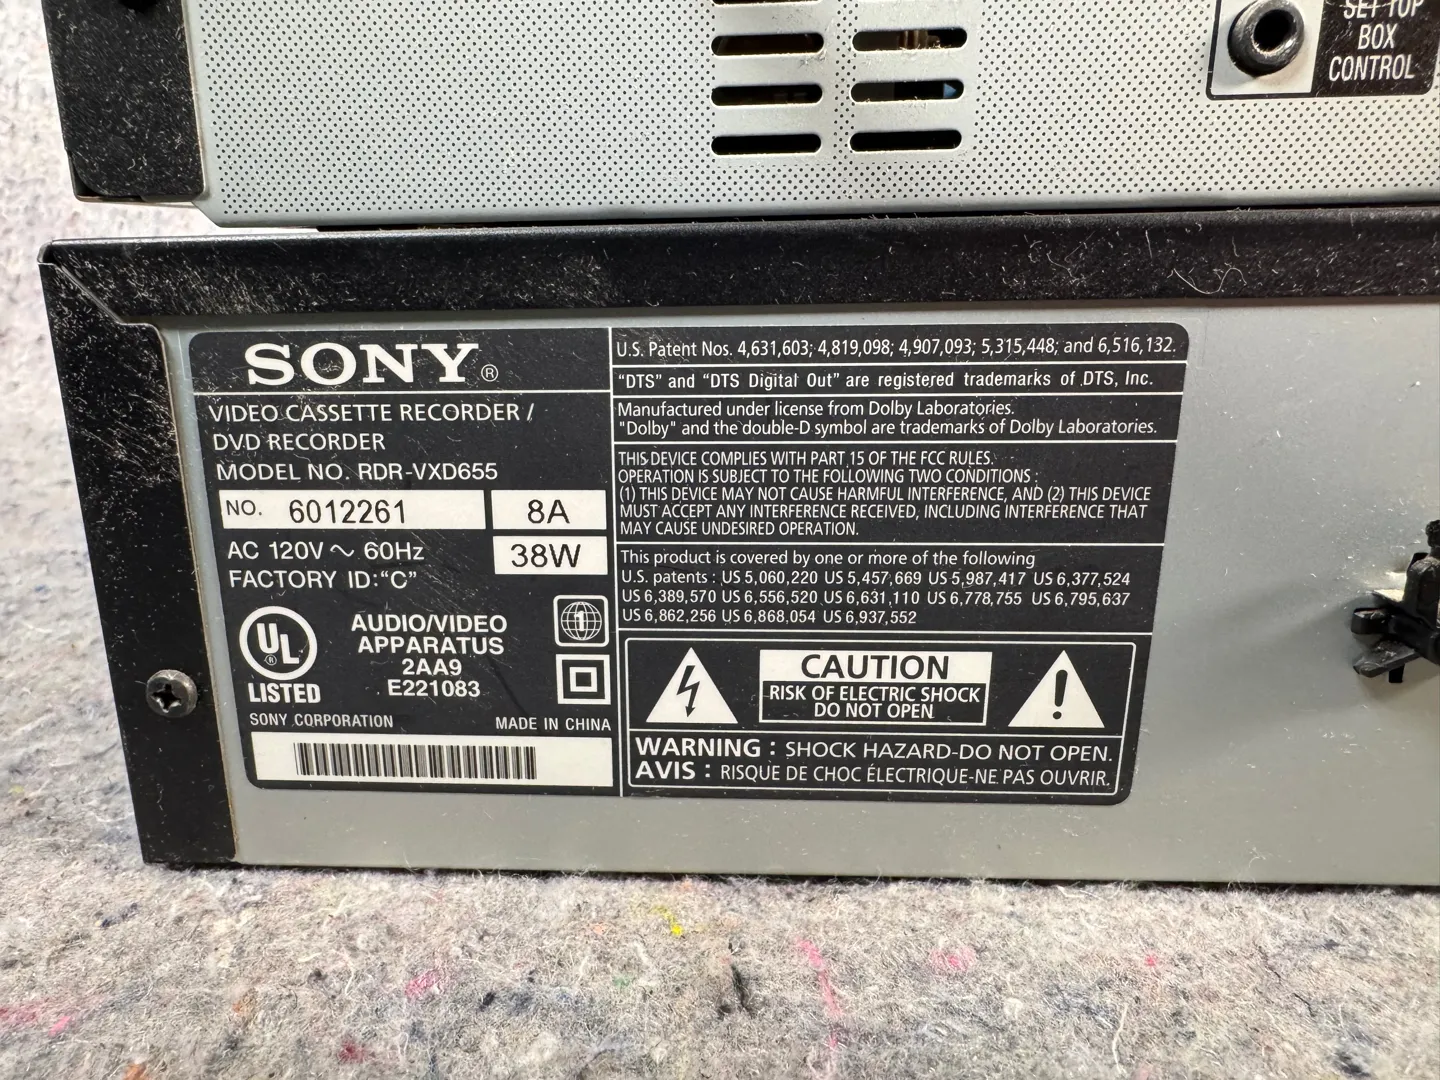 SET TOP
BOX
CONTROL
SONY®
VIDEO CASSETTE RECORDER /
DVD RECORDER
MODEL NO. RDR-VXD655
NO. 6012261 8A
AC 120V ~ 60Hz 38W
FACTORY ID:"C"
UL®
LISTED
AUDIO/VIDEO
APPARATUS
2AA9
E221083
1
SONY CORPORATION MADE IN CHINA
U.S. Patent Nos. 4,631,603; 4,819,098; 4,907,093; 5,315,448; and 6,516,132.
"DTS" and "DTS Digital Out" are registered trademarks of DTS, Inc.
Manufactured under license from Dolby Laboratories.
"Dolby" and the double-D symbol are trademarks of Dolby Laboratories.
THIS DEVICE COMPLIES WITH PART 15 OF THE FCC RULES.
OPERATION IS SUBJECT TO THE FOLLOWING TWO CONDITIONS :
(1) THIS DEVICE MAY NOT CAUSE HARMFUL INTERFERENCE, AND (2) THIS DEVICE
MUST ACCEPT ANY INTERFERENCE RECEIVED, INCLUDING INTERFERENCE THAT
MAY CAUSE UNDESIRED OPERATION.
This product is covered by one or more of the following
U.S. patents : US 5,060,220 US 5,457,669 US 5,987,417 US 6,377,524
US 6,389,570 US 6,556,520 US 6,631,110 US 6,778,755 US 6,795,637
US 6,862,256 US 6,868,054 US 6,937,552
CAUTION
RISK OF ELECTRIC SHOCK
DO NOT OPEN
WARNING : SHOCK HAZARD-DO NOT OPEN.
AVIS : RISQUE DE CHOC ÉLECTRIQUE-NE PAS OUVRIR.